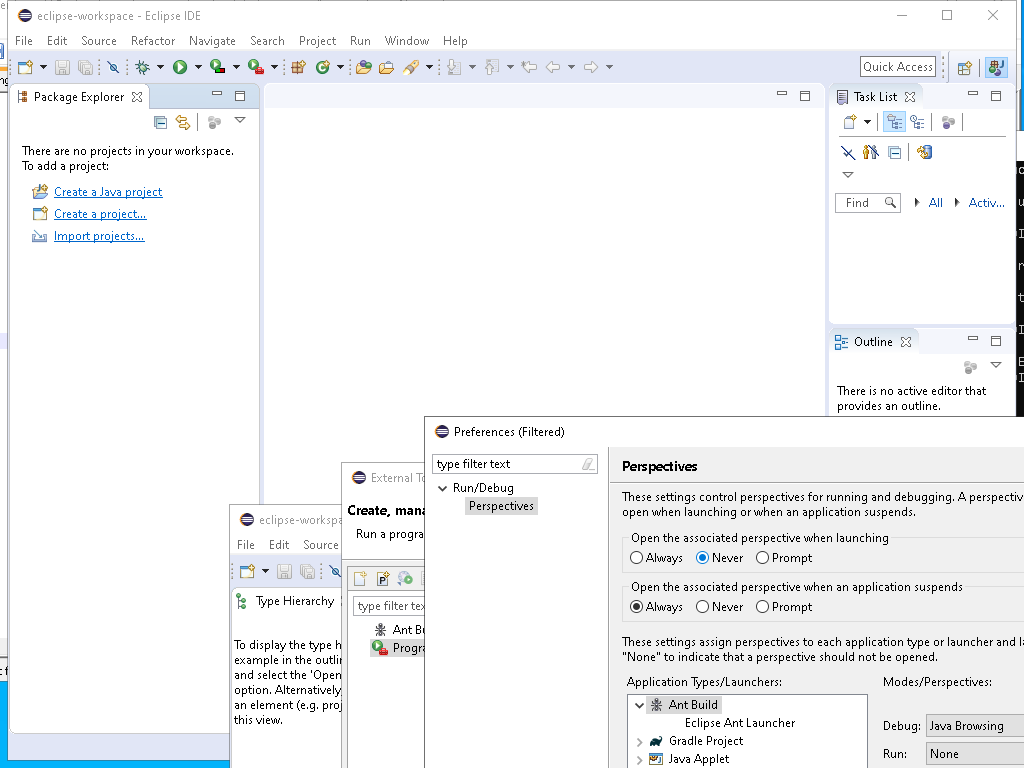 eclipse-workspace - Eclipse IDE
File Edit Source Refactor Navigate Search Project Run Window Help
Quick Access
Package Explorer
There are no projects in your workspace.
To add a project:
Create a Java project
Create a project...
Import projects...
Task List
Find
All
Activ...
Outline
There is no active editor that
provides an outline.
eclipse-workspa
File Edit Source
Type Hierarchy
To display the type h
example in the outlin
and select the 'Open
option. Alternatively,
an element (e.g. proj
this view.
External To
Create, mana
Run a progra
type filter tex
Ant Bu
Progra
Preferences (Filtered)
type filter text
Run/Debug
Perspectives
Perspectives
These settings control perspectives for running and debugging. A perspectiv
open when launching or when an application suspends.
Open the associated perspective when launching
Always Never Prompt
Open the associated perspective when an application suspends
Always Never Prompt
These settings assign perspectives to each application type or launcher and la
"None" to indicate that a perspective should not be opened.
Application Types/Launchers:
Ant Build
Eclipse Ant Launcher
Gradle Project
Java Applet
Modes/Perspectives:
Debug: Java Browsing
Run: None